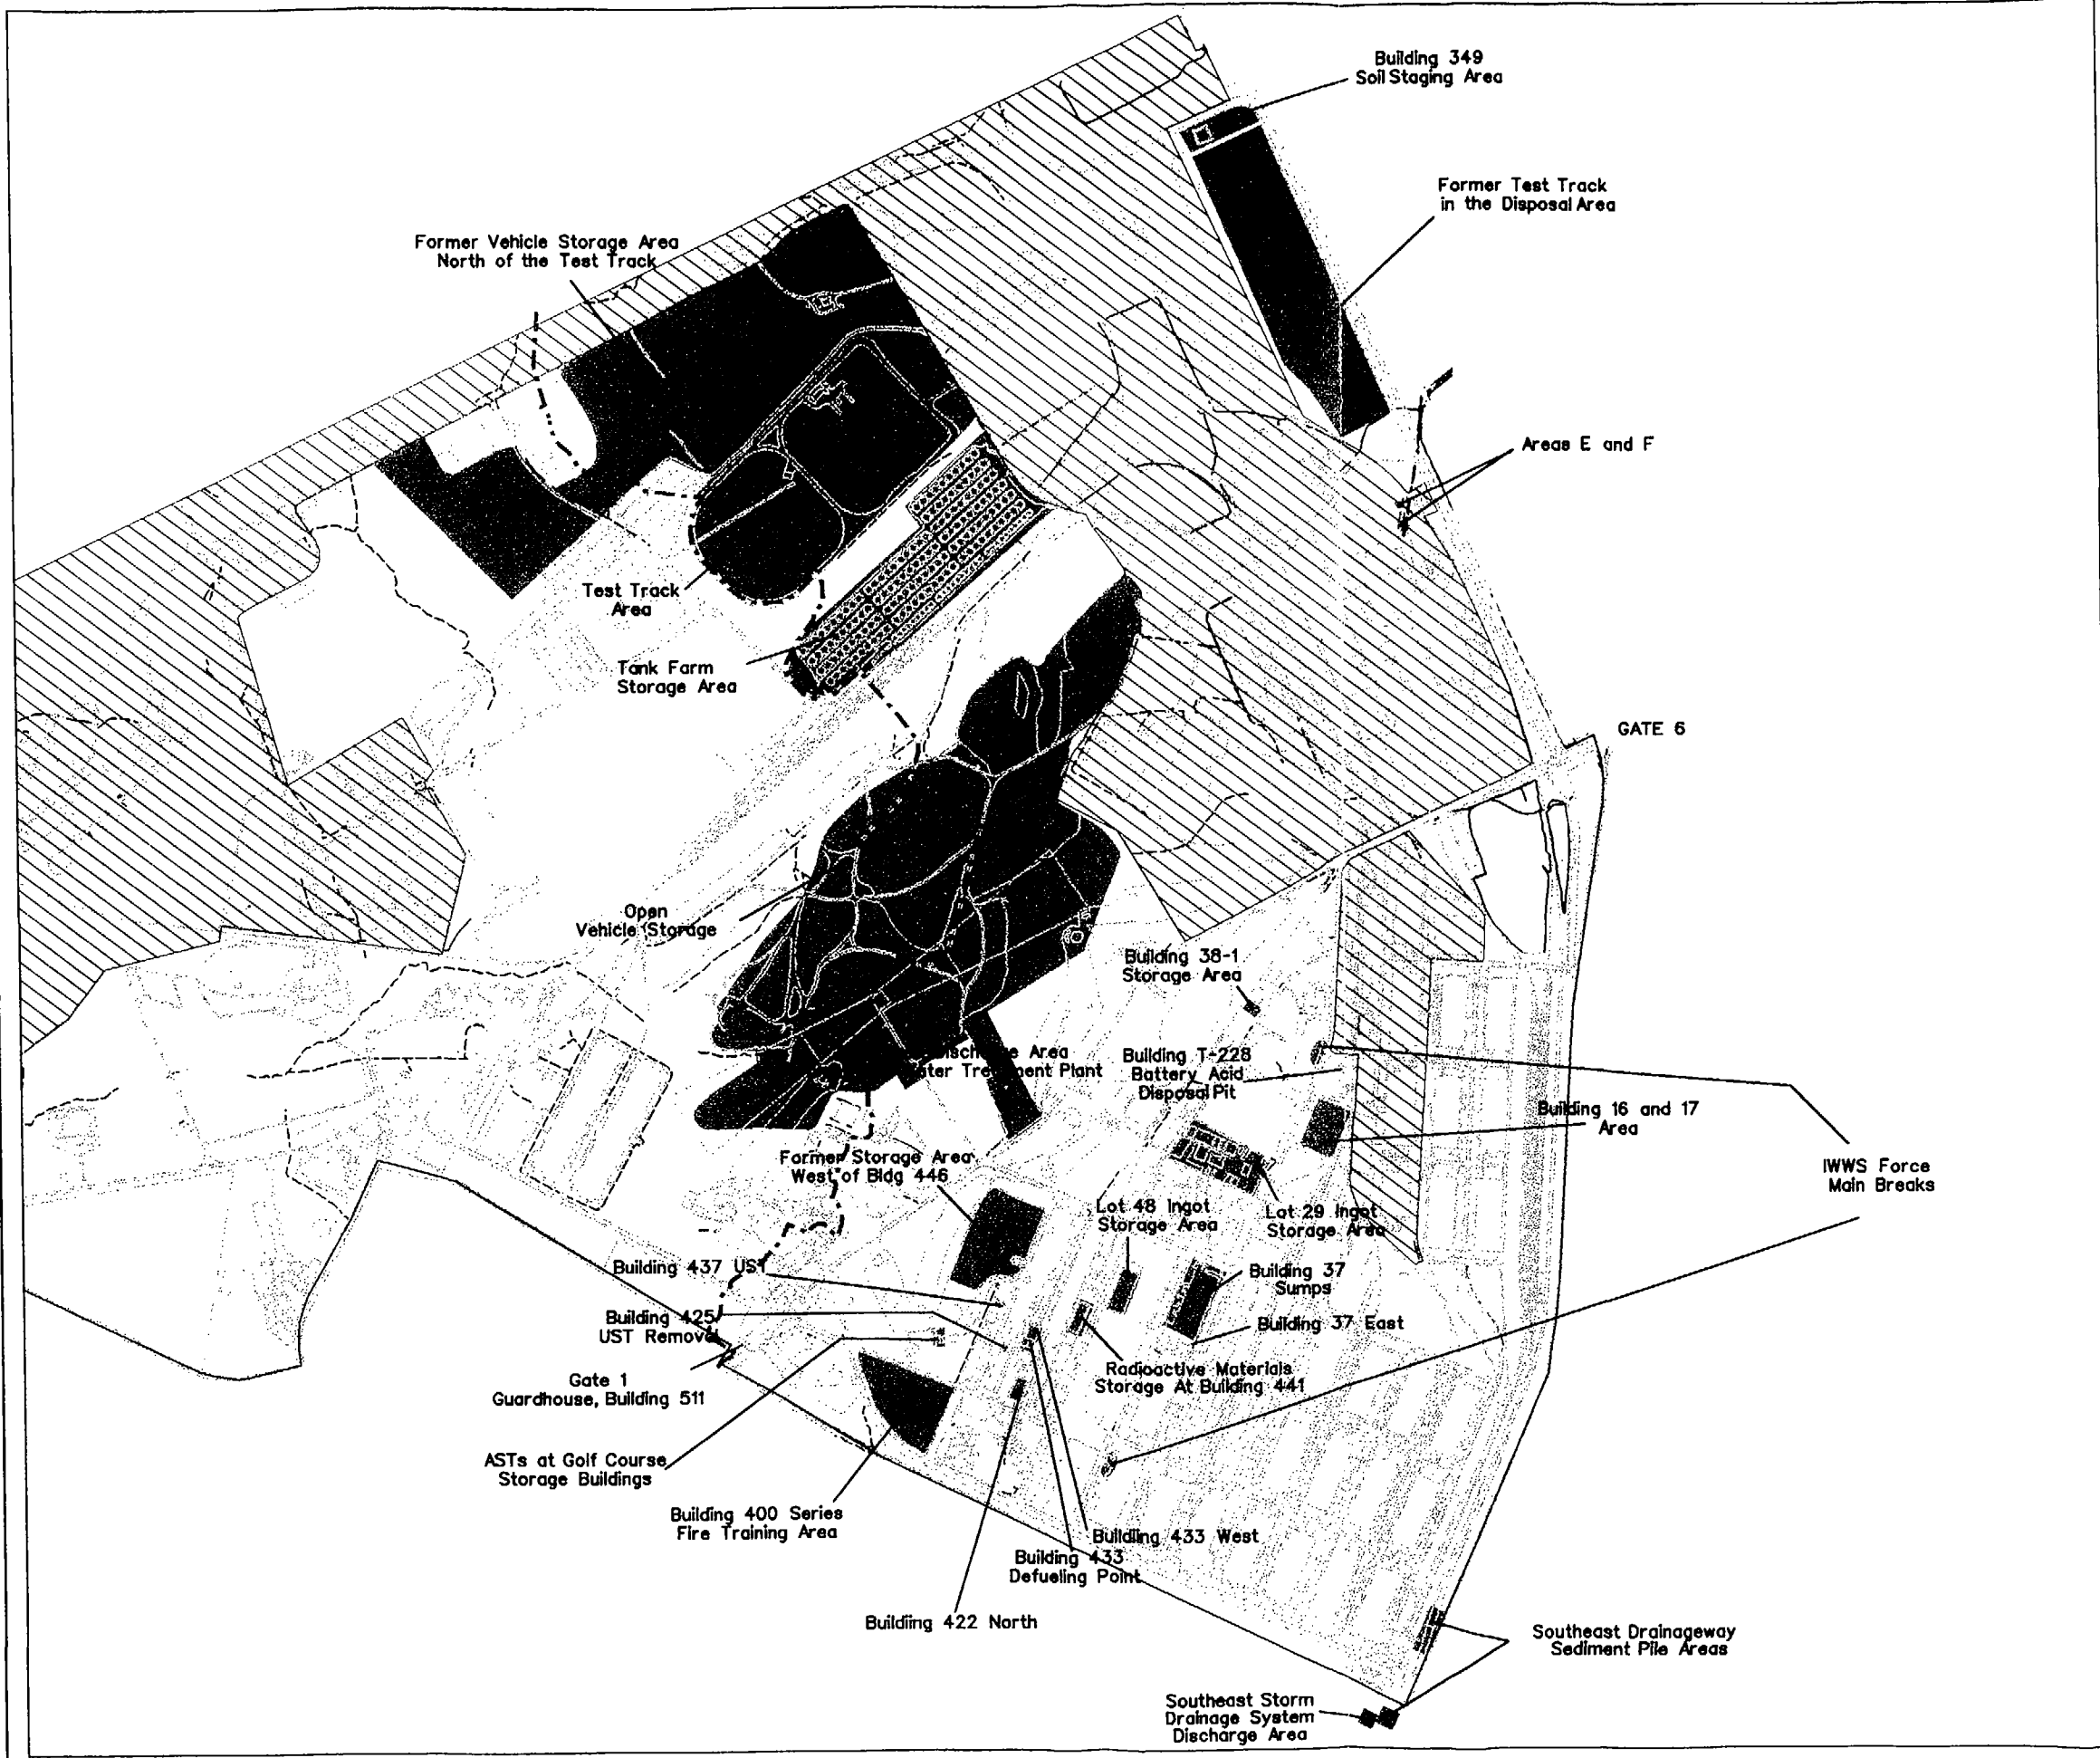 Building 349
Soil Staging Area
Former Test Track
in the Disposal Area
Former Vehicle Storage Area
North of the Test Track
Areas E and F
Test Track
Area
Tank Farm
Storage Area
GATE 6
Open
Vehicle Storage
Building 38-1
Storage Area
Area
Treatment Plant
Building T-228
Battery Acid
Disposal Pit
Building 16 and 17
Area
IWWS Force
Main Breaks
Former Storage Area
West of Bldg 446
Lot 48 Ingot
Storage Area
Lot 29 Ingot
Storage Area
Building 437 UST
Building 37
Sumps
Building 425
UST Removal
Building 37 East
Gate 1
Guardhouse, Building 511
Radioactive Materials
Storage At Building 441
ASTs at Golf Course
Storage Buildings
Building 400 Series
Fire Training Area
Buildling 433 West
Building 433
Defueling Point
Buildiing 422 North
Southeast Drainageway
Sediment Pile Areas
Southeast Storm
Drainage System
Discharge Area